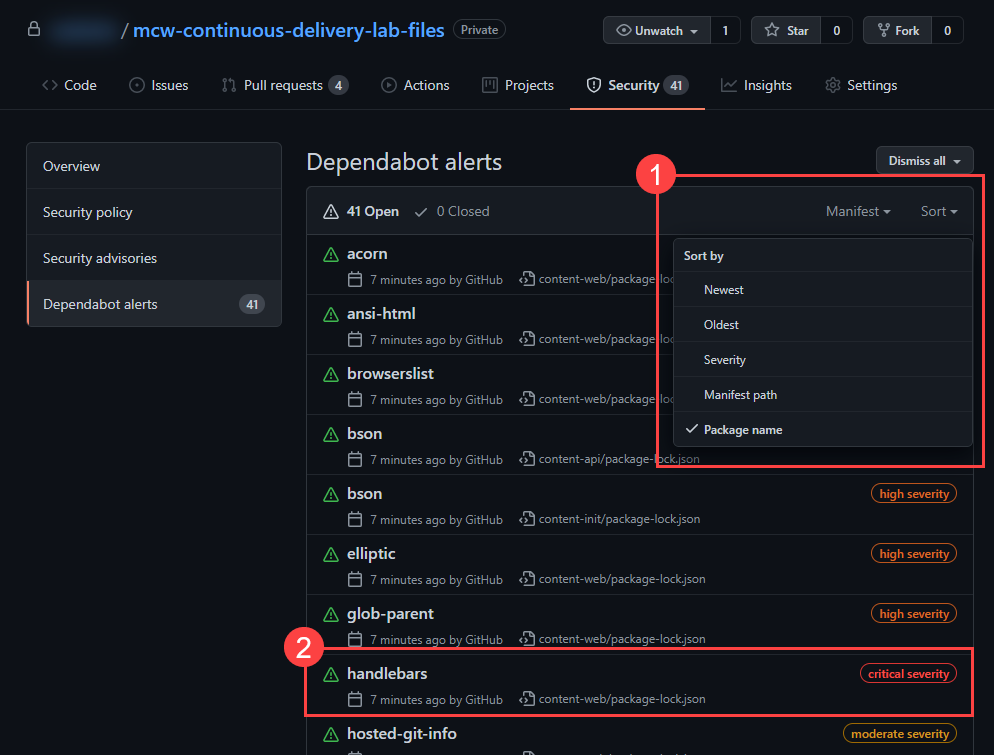 / mcw-continuous-delivery-lab-files Private Unwatch 1 Star 0 Fork 0
Code Issues Pull requests 4 Actions Projects Security 41 Insights Settings
Overview
Security policy
Security advisories
Dependabot alerts 41
Dependabot alerts Dismiss all
1
41 Open 0 Closed Manifest Sort
Sort by
Newest
Oldest
Severity
Manifest path
Package name
acorn
7 minutes ago by GitHub content-web/package-loc
ansi-html
7 minutes ago by GitHub content-web/package-loc
browserslist
7 minutes ago by GitHub content-web/package-loc
bson
7 minutes ago by GitHub content-api/package-lock.json
bson high severity
7 minutes ago by GitHub content-init/package-lock.json
elliptic high severity
7 minutes ago by GitHub content-web/package-lock.json
glob-parent high severity
7 minutes ago by GitHub content-web/package-lock.json
2
handlebars critical severity
7 minutes ago by GitHub content-web/package-lock.json
hosted-git-info moderate severity